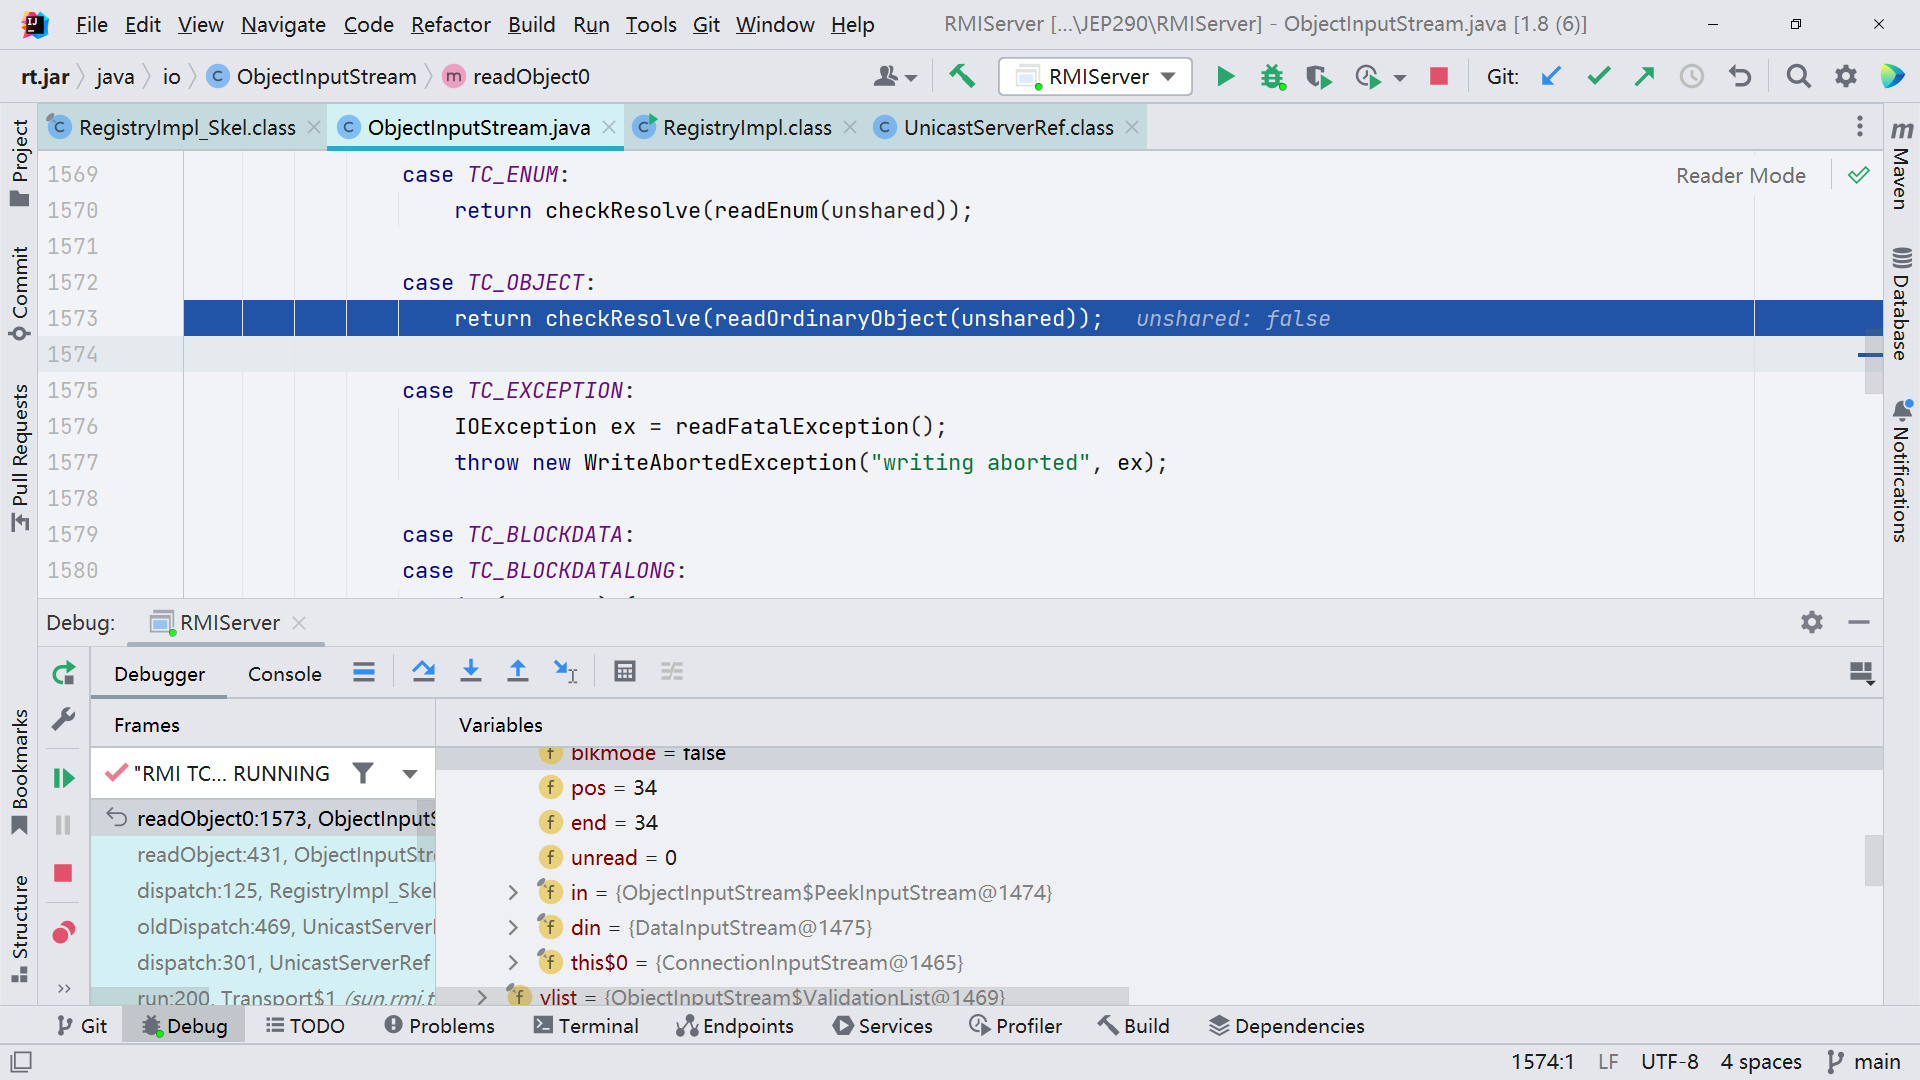 File Edit View Navigate Code Refactor Build Run Tools Git Window Help RMIServer [...\JEP290\RMIServer] - ObjectInputStream.java [1.8 (6)]
rt.jar java io ObjectInputStream readObject0 RMIServer Git:
RegistryImpl_Skel.class ObjectInputStream.java RegistryImpl.class UnicastServerRef.class
Reader Mode
1569 case TC_ENUM:
1570 return checkResolve(readEnum(unshared));
1571
1572 case TC_OBJECT:
1573 return checkResolve(readOrdinaryObject(unshared)); unshared: false
1574
1575 case TC_EXCEPTION:
1576 IOException ex = readFatalException();
1577 throw new WriteAbortedException("writing aborted", ex);
1578
1579 case TC_BLOCKDATA:
1580 case TC_BLOCKDATALONG:
Project
Commit
Pull Requests
Bookmarks
Structure
Maven
Database
Notifications
Debug: RMIServer
Debugger Console
Frames Variables
"RMI TC... RUNNING
readObject0:1573, ObjectInputS
readObject:431, ObjectInputStre
dispatch:125, RegistryImpl_Skel
oldDispatch:469, UnicastServerl
dispatch:301, UnicastServerRef
run:200, Transport$1 (sun.rmi.t
blkmode = false
pos = 34
end = 34
unread = 0
in = {ObjectInputStream$PeekInputStream@1474}
din = {DataInputStream@1475}
this$0 = {ConnectionInputStream@1465}
vlist = {ObjectInputStream$ValidationList@1469}
Git Debug TODO Problems Terminal Endpoints Services Profiler Build Dependencies
1574:1 LF UTF-8 4 spaces main